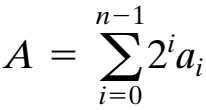 A = \sum_{i=0}^{n-1} 2^i a_i